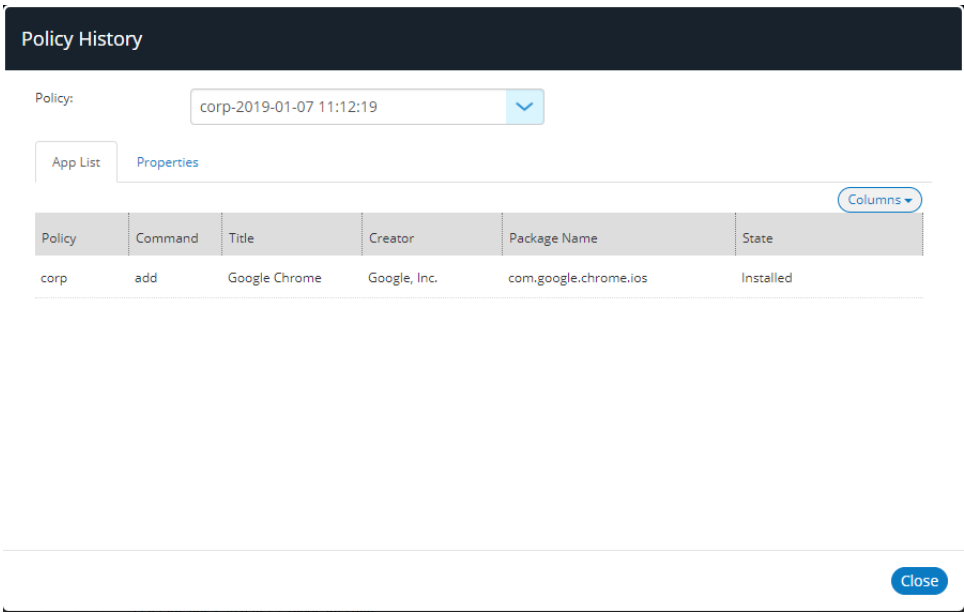 Policy History
Policy:
corp-2019-01-07 11:12:19
App List Properties
Columns
Policy Command Title Creator Package Name State
corp add Google Chrome Google, Inc. com.google.chrome.ios Installed
Close